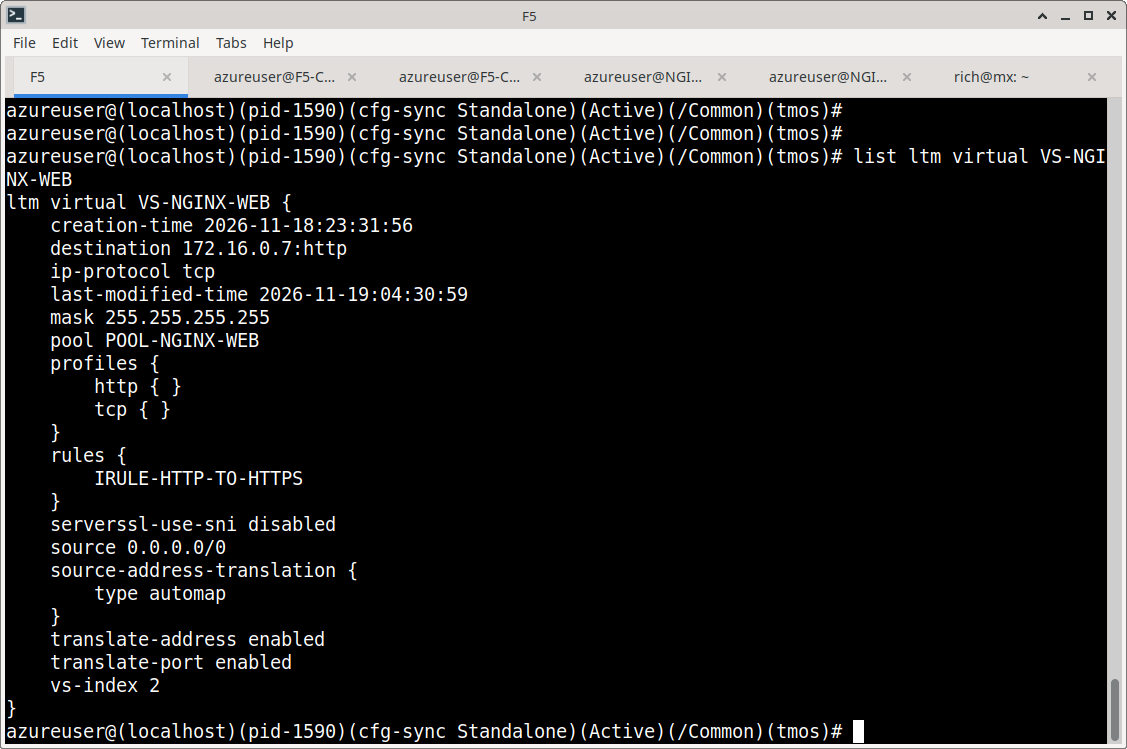 F5
File Edit View Terminal Tabs Help
F5 azureuser@F5-C... azureuser@F5-C... azureuser@NGI... azureuser@NGI... rich@mx: ~
azureuser@(localhost)(pid-1590)(cfg-sync Standalone)(Active)(/Common)(tmos)#
azureuser@(localhost)(pid-1590)(cfg-sync Standalone)(Active)(/Common)(tmos)#
azureuser@(localhost)(pid-1590)(cfg-sync Standalone)(Active)(/Common)(tmos)# list ltm virtual VS-NGI
NX-WEB
ltm virtual VS-NGINX-WEB {
    creation-time 2026-11-18:23:31:56
    destination 172.16.0.7:http
    ip-protocol tcp
    last-modified-time 2026-11-19:04:30:59
    mask 255.255.255.255
    pool POOL-NGINX-WEB
    profiles {
        http { }
        tcp { }
    }
    rules {
        IRULE-HTTP-TO-HTTPS
    }
    serverssl-use-sni disabled
    source 0.0.0.0/0
    source-address-translation {
        type automap
    }
    translate-address enabled
    translate-port enabled
    vs-index 2
}
azureuser@(localhost)(pid-1590)(cfg-sync Standalone)(Active)(/Common)(tmos)#